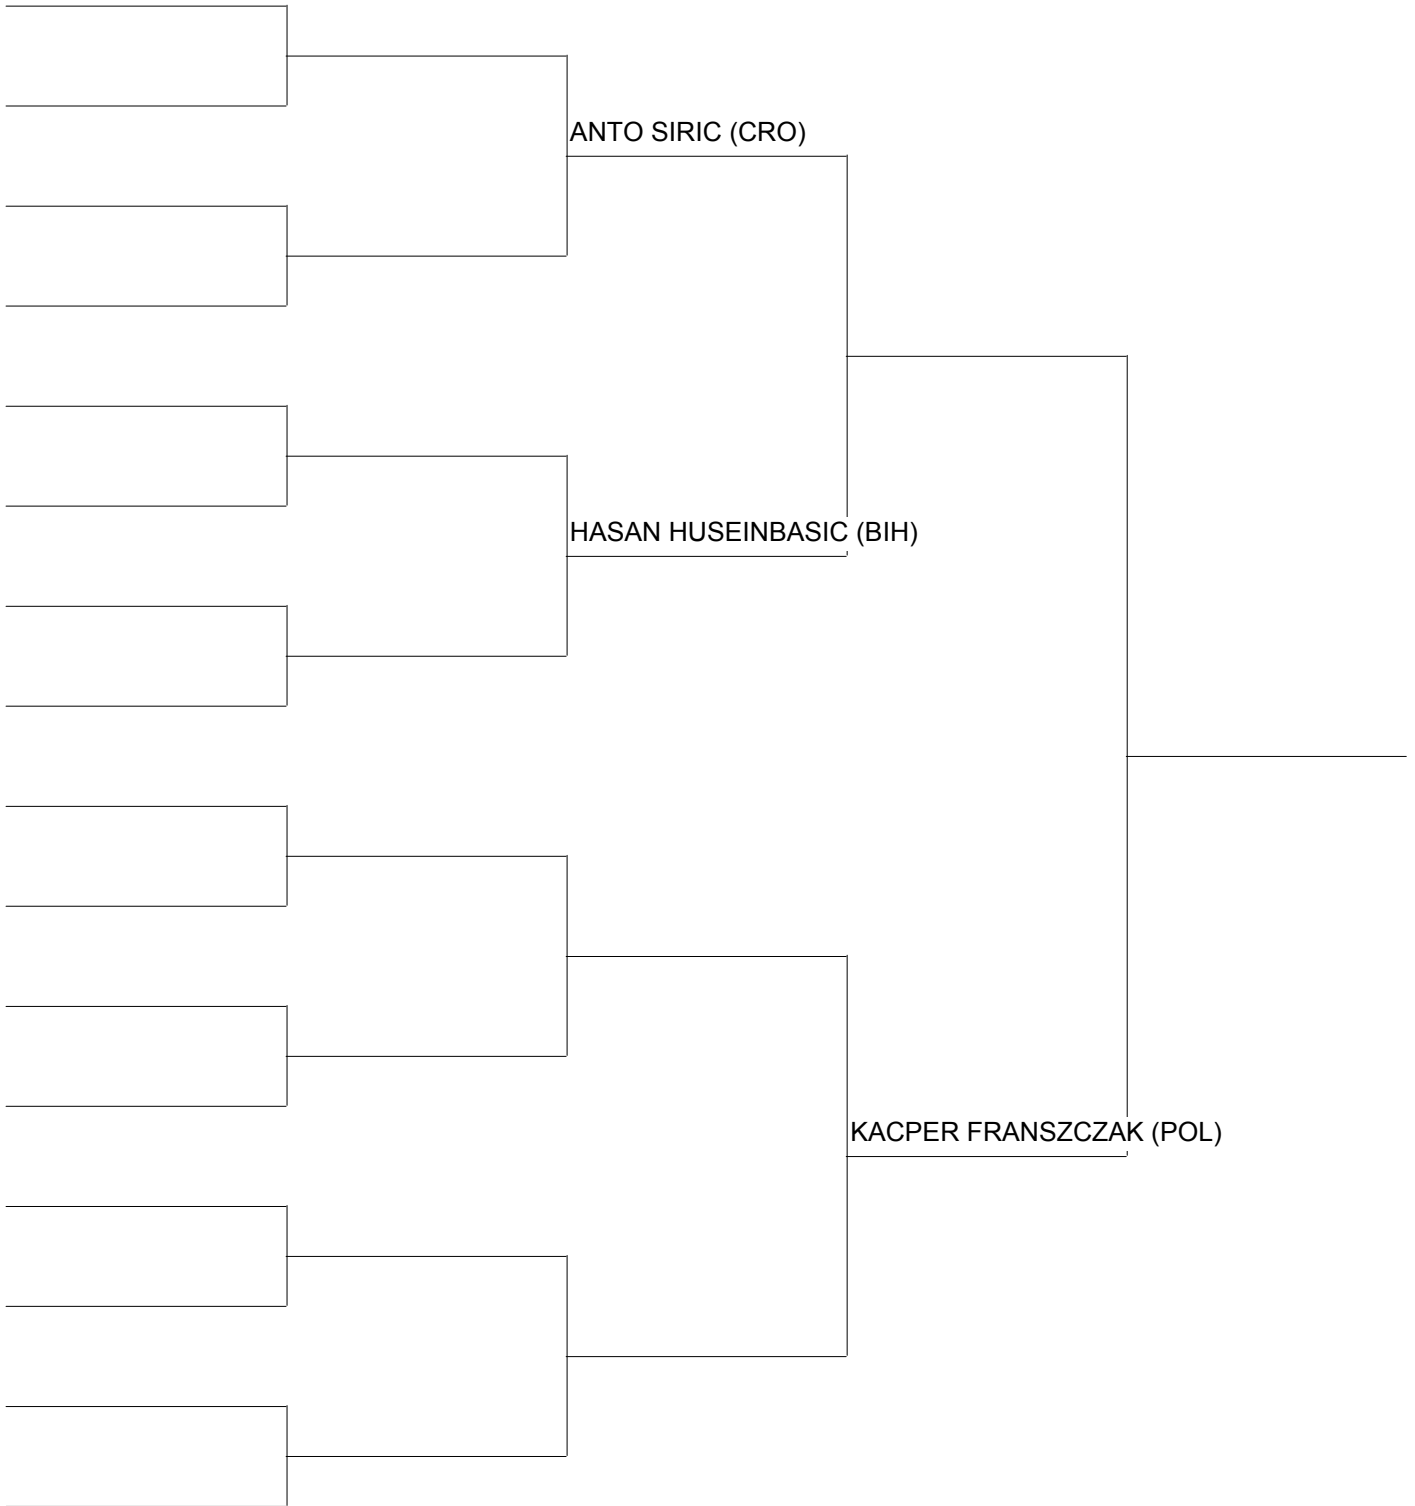 ANTO SIRIC (CRO)
HASAN HUSEINBASIC (BIH)
KACPER FRANSZCZAK (POL)